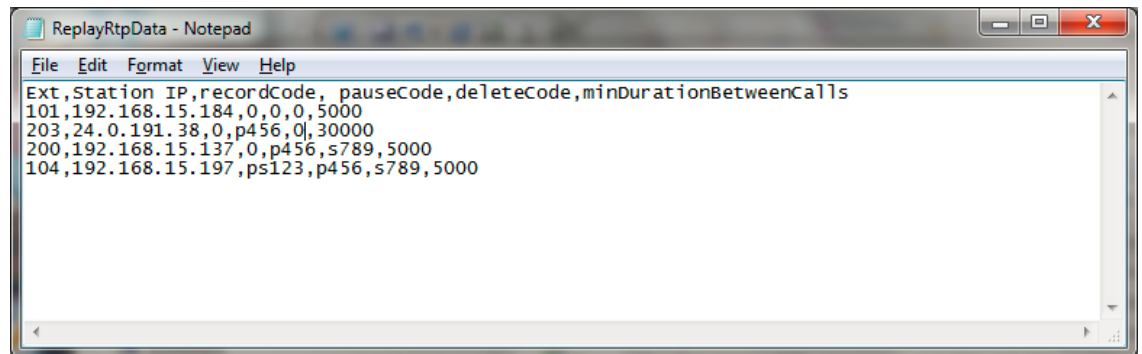 ReplayRtpData - Notepad
File Edit Format View Help
Ext,Station IP,recordCode, pauseCode,deleteCode,minDurationBetweenCalls
101,192.168.15.184,0,0,0,5000
203,24.0.191.38,0,p456,0,30000
200,192.168.15.137,0,p456,s789,5000
104,192.168.15.197,ps123,p456,s789,5000